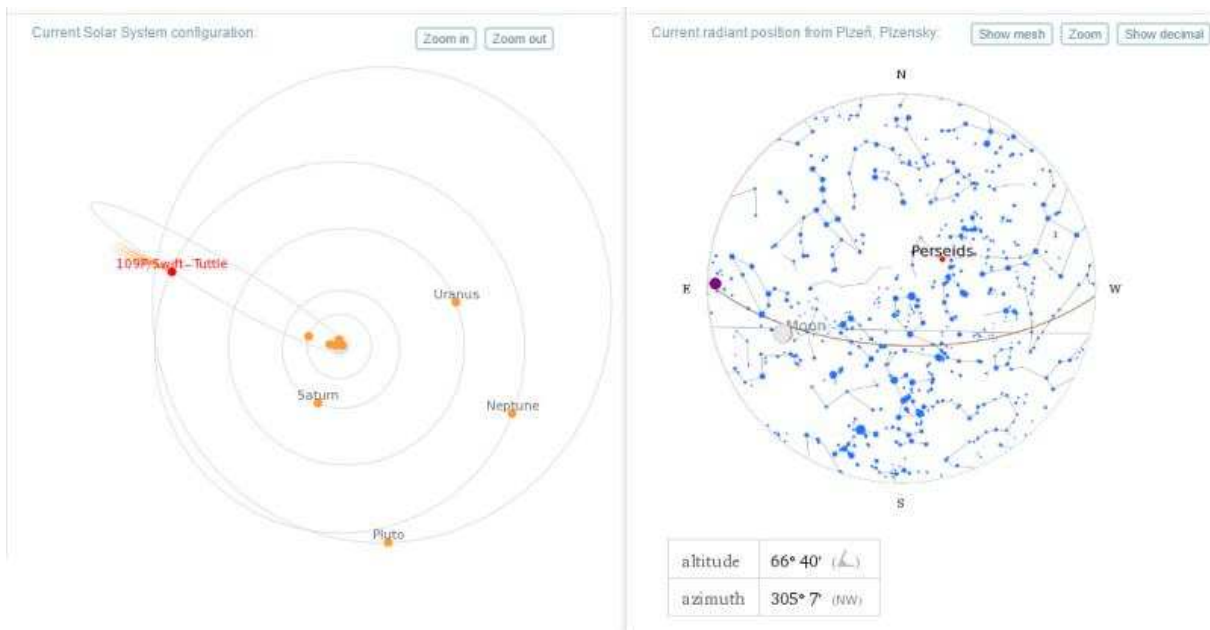 Current Solar System configuration:
Zoom in
Zoom out
109P/Swift-Tuttle
Uranus
Saturn
Neptune
Pluto
Current radiant position from Plzeň, Plzensky:
Show mesh
Zoom
Show decimal
N
Perseids
E
W
Moon
S
altitude 66° 40'
azimuth 305° 7' (NW)